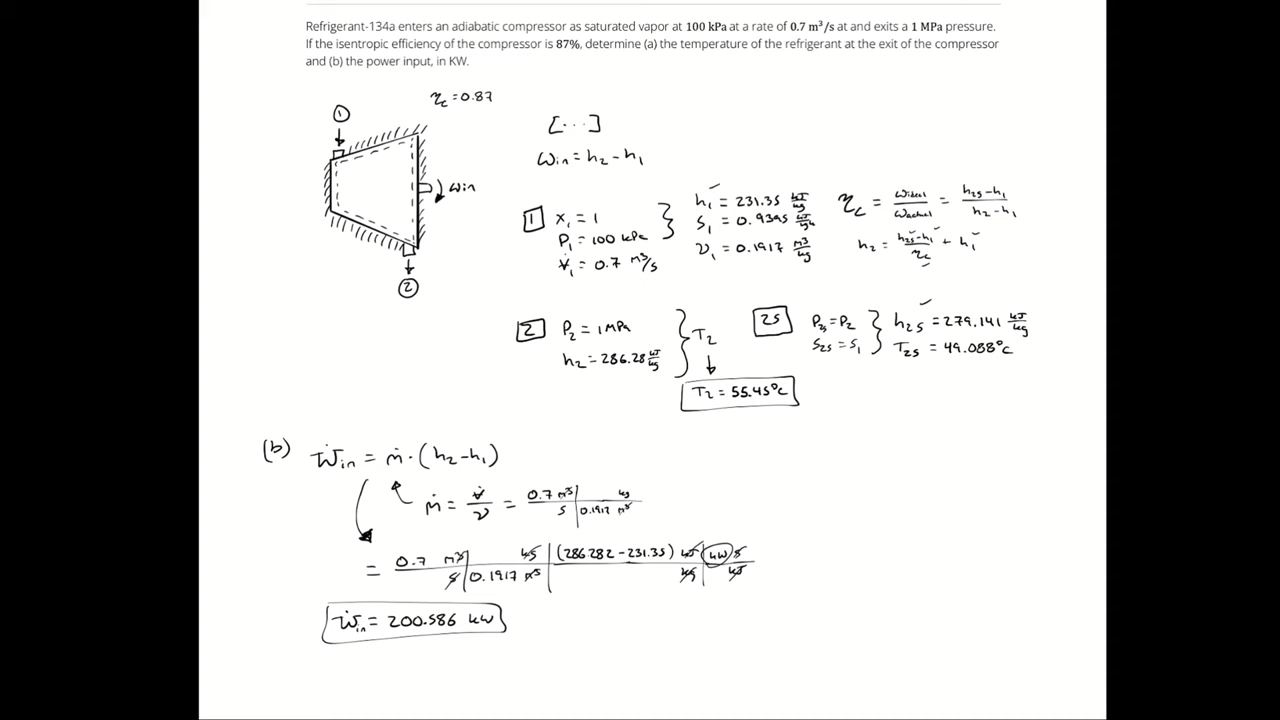 Refrigerant-134a enters an adiabatic compressor as saturated vapor at 100 kPa at a rate of 0.7 m³/s at and exits a 1 MPa pressure.
If the isentropic efficiency of the compressor is 87%, determine (a) the temperature of the refrigerant at the exit of the compressor
and (b) the power input, in KW.
η_c = 0.87
①
win
②
[...]
win = h₂ - h₁
1
x₁ = 1
P₁ = 100 kPa
V̇₁ = 0.7 m³/s
h₁ = 231.35 kJ/kg
s₁ = 0.9395 kJ/kgK
ν₁ = 0.1917 m³/kg
η_c = wideal/wactual = (h₂s - h₁)/(h₂ - h₁)
h₂ = (h₂s - h₁)/η_c + h₁
2
P₂ = 1 MPa
h₂ = 286.28 kJ/kg
T₂
T₂ = 55.45°C
2s
P₂s = P₂
S₂s = S₁
h₂s = 279.141 kJ/kg
T₂s = 49.088°C
(b) Ẇin = ṁ · (h₂ - h₁)
ṁ = V̇/ν = 0.7 m³/s | kg/0.1917 m³
= 0.7 m³/s | kg/0.1917 m³ | (286.282 - 231.35) kJ/kg | kW s/kJ
Ẇin = 200.586 kW